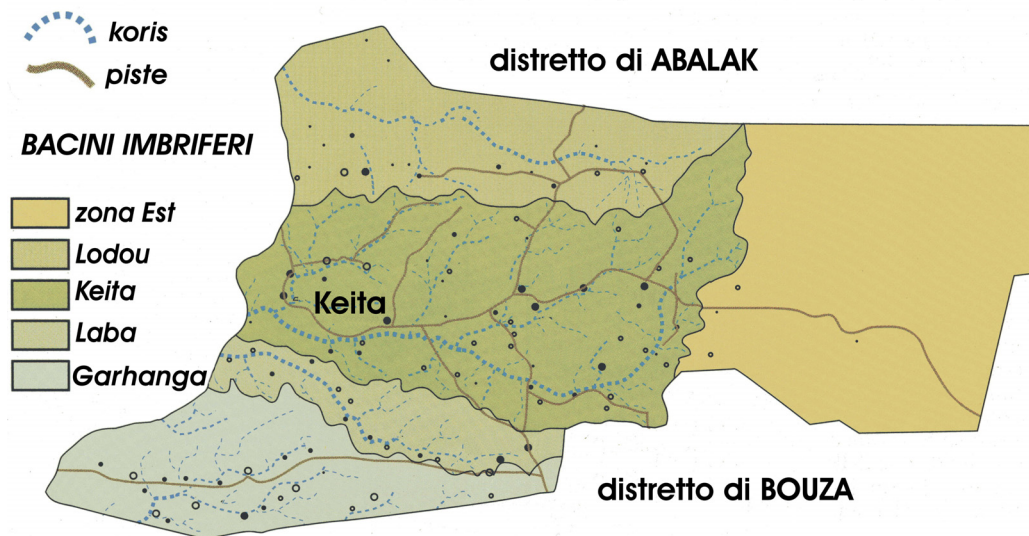 koris
piste
distretto di ABALAK
BACINI IMBRIFERI
zona Est
Lodou
Keita
Laba
Garhanga
Keita
distretto di BOUZA